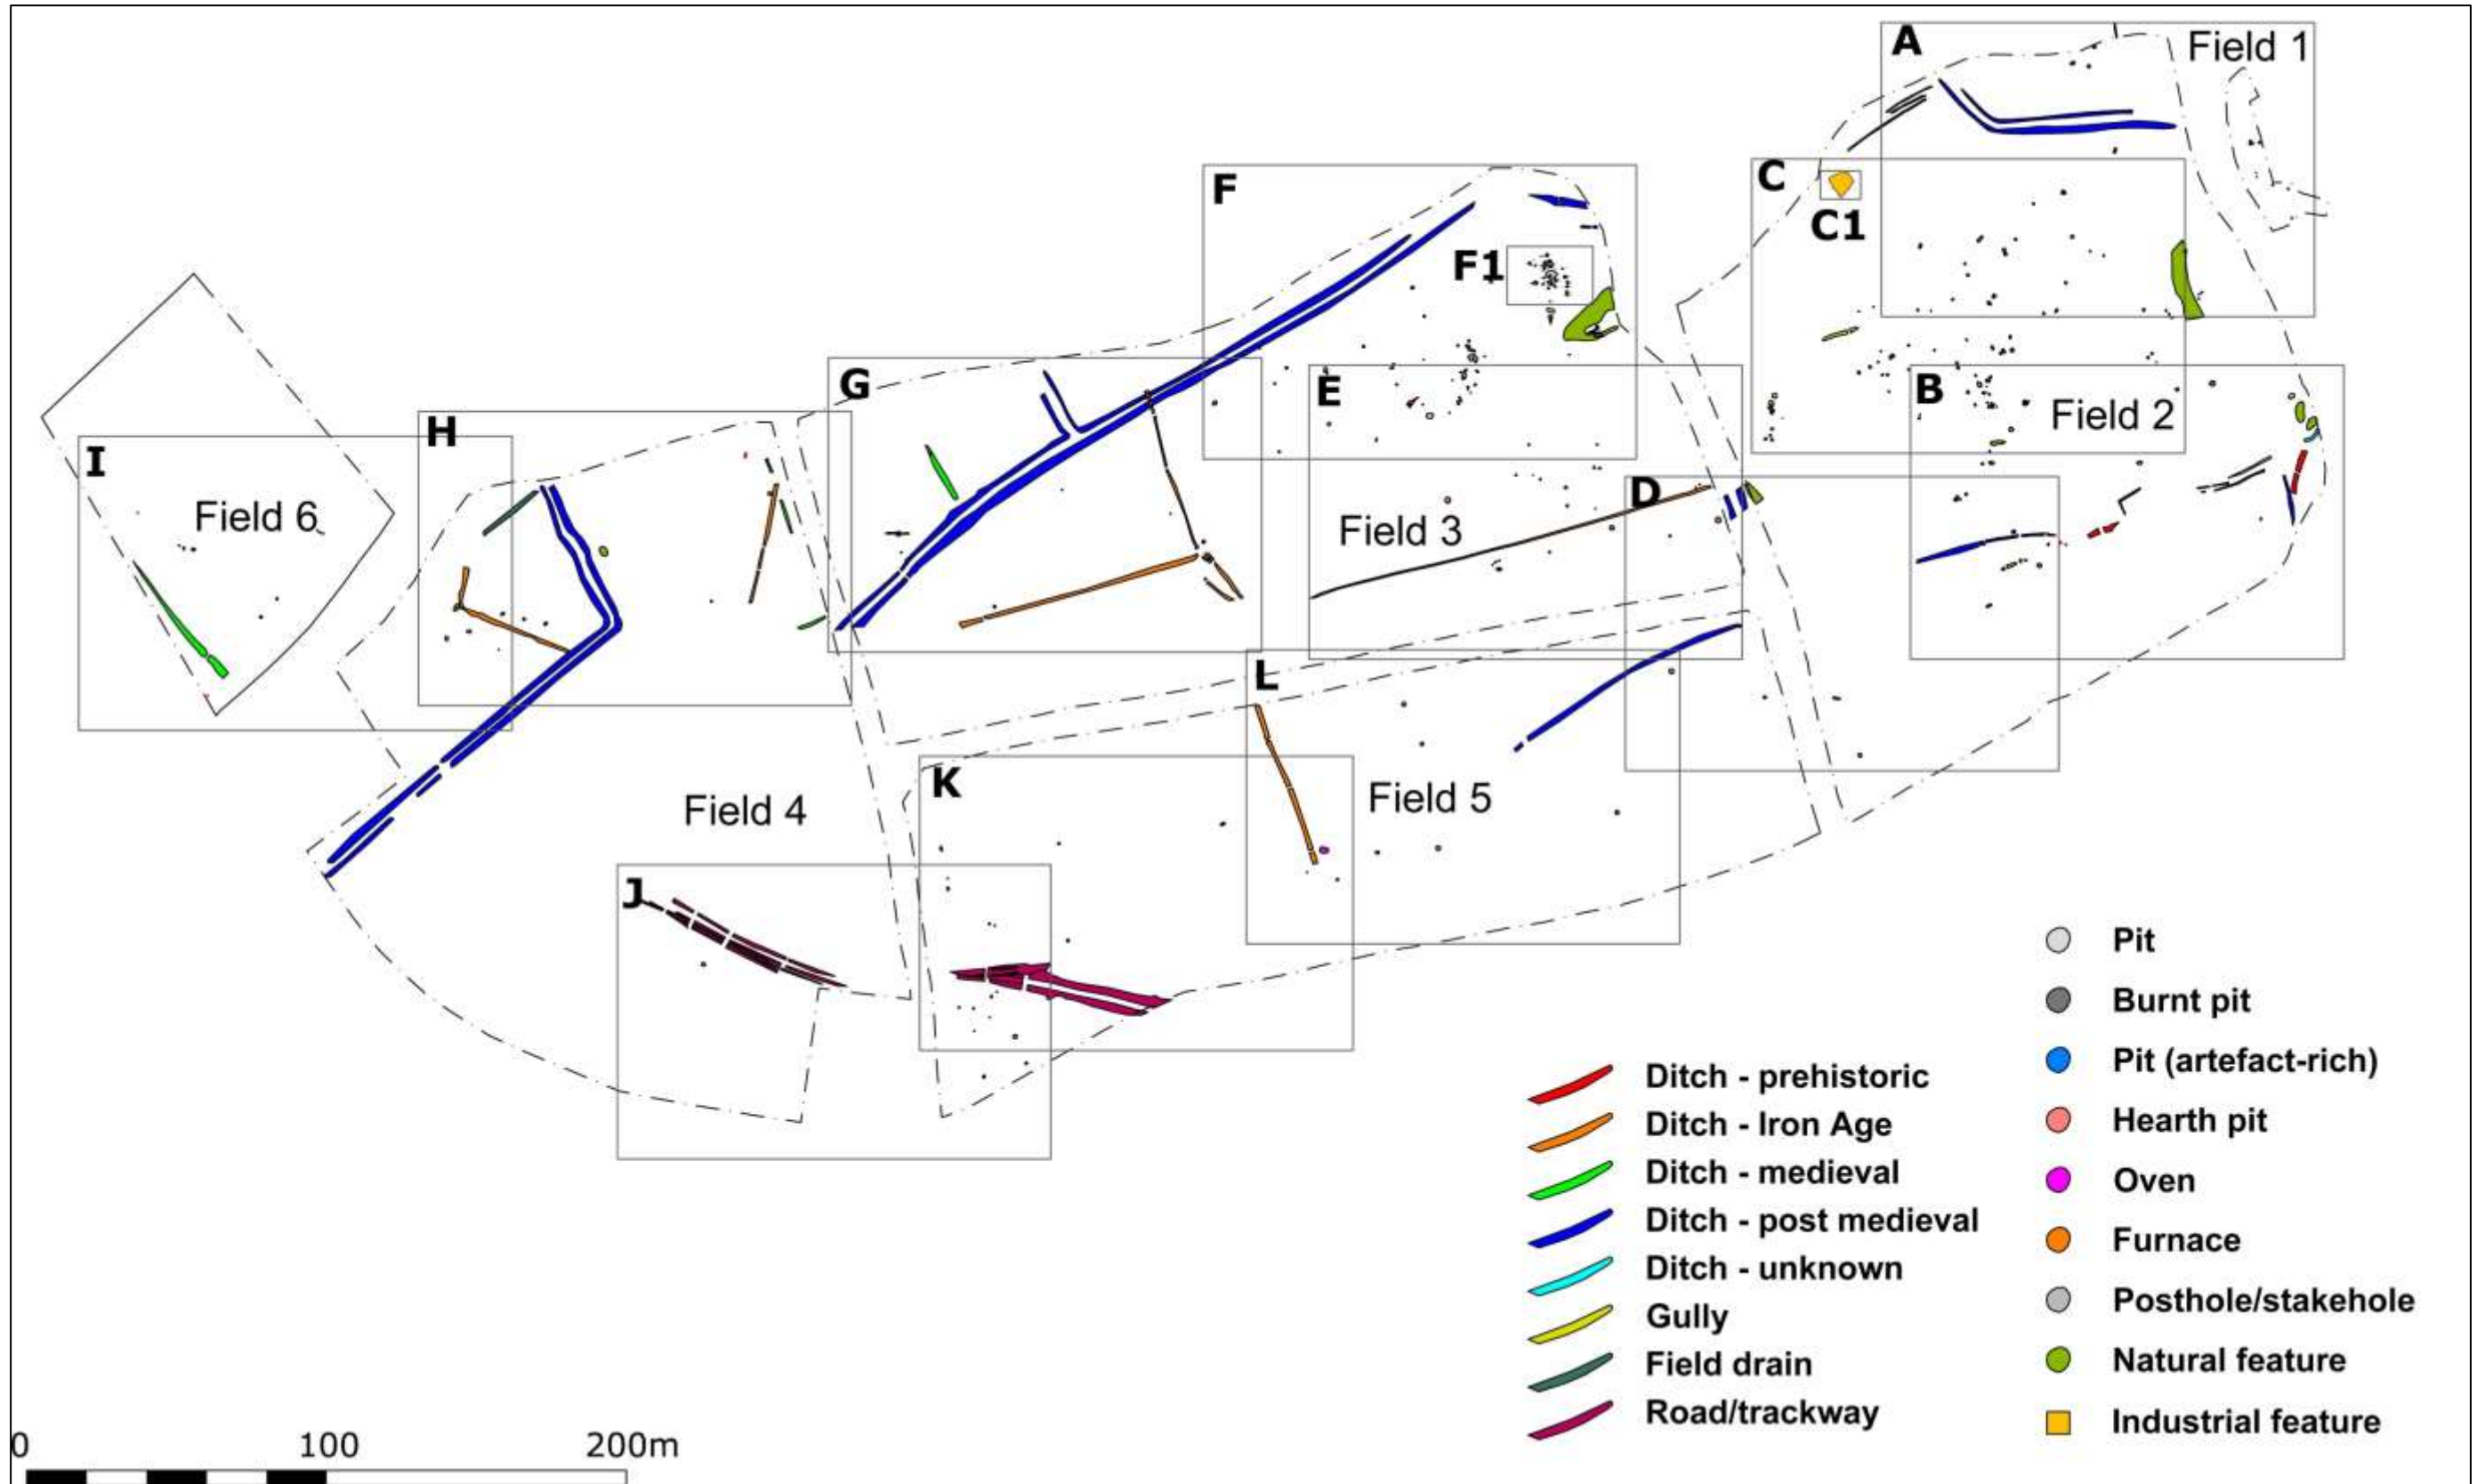 A
Field 1
C
C1
F
F1
G
E
B
Field 2
H
I
Field 6
D
Field 3
L
K
Field 5
Field 4
J
Ditch - prehistoric
Ditch - Iron Age
Ditch - medieval
Ditch - post medieval
Ditch - unknown
Gully
Field drain
Road/trackway
Pit
Burnt pit
Pit (artefact-rich)
Hearth pit
Oven
Furnace
Posthole/stakehole
Natural feature
Industrial feature
0 100 200m